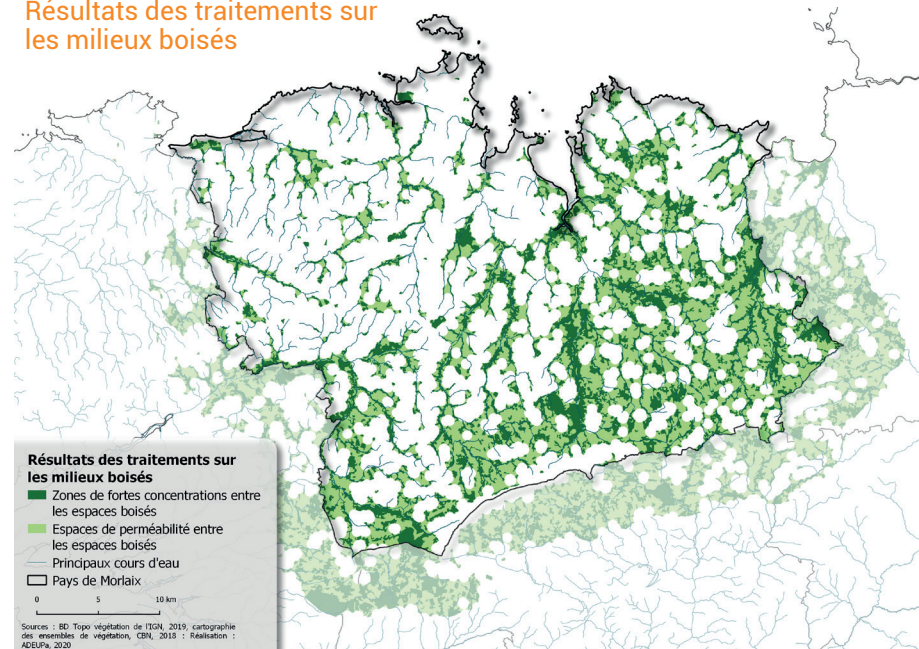 Résultats des traitements sur
les milieux boisés
Résultats des traitements sur
les milieux boisés
Zones de fortes concentrations entre
les espaces boisés
Espaces de perméabilité entre
les espaces boisés
Principaux cours d'eau
Pays de Morlaix
0 5 10 km
Sources : BD Topo végétation de l'IGN, 2019, cartographie
des ensembles de végétation, CBN, 2018 : Réalisation :
ADEUPa, 2020